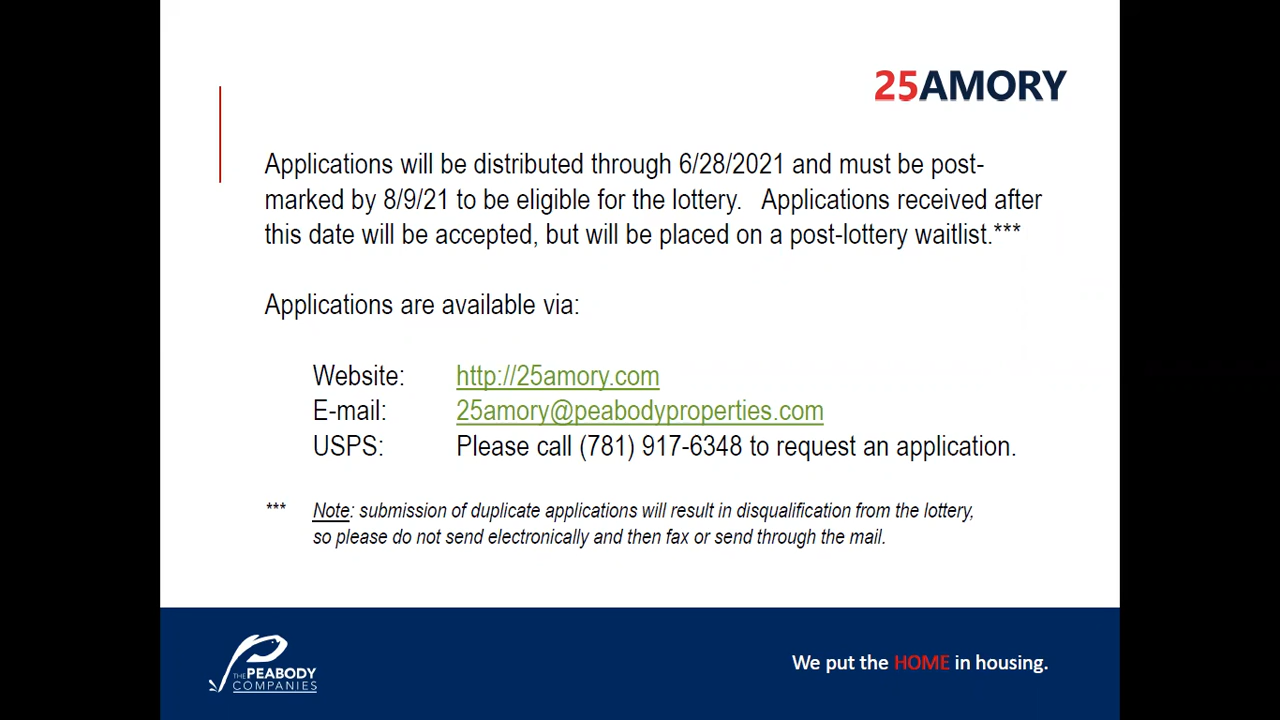 25AMORY
Applications will be distributed through 6/28/2021 and must be post-
marked by 8/9/21 to be eligible for the lottery.   Applications received after
this date will be accepted, but will be placed on a post-lottery waitlist.***
Applications are available via:
Website: http://25amory.com
E-mail: 25amory@peabodyproperties.com
USPS: Please call (781) 917-6348 to request an application.
*** Note: submission of duplicate applications will result in disqualification from the lottery,
so please do not send electronically and then fax or send through the mail.
THE PEABODY
COMPANIES
We put the HOME in housing.